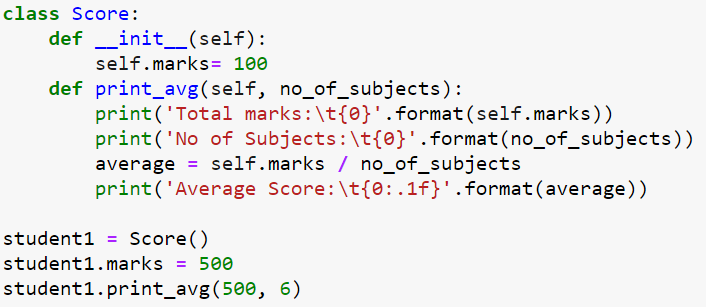 class Score:
    def __init__(self):
        self.marks= 100
    def print_avg(self, no_of_subjects):
        print('Total marks:\t{0}'.format(self.marks))
        print('No of Subjects:\t{0}'.format(no_of_subjects))
        average = self.marks / no_of_subjects
        print('Average Score:\t{0:.1f}'.format(average))

student1 = Score()
student1.marks = 500
student1.print_avg(500, 6)